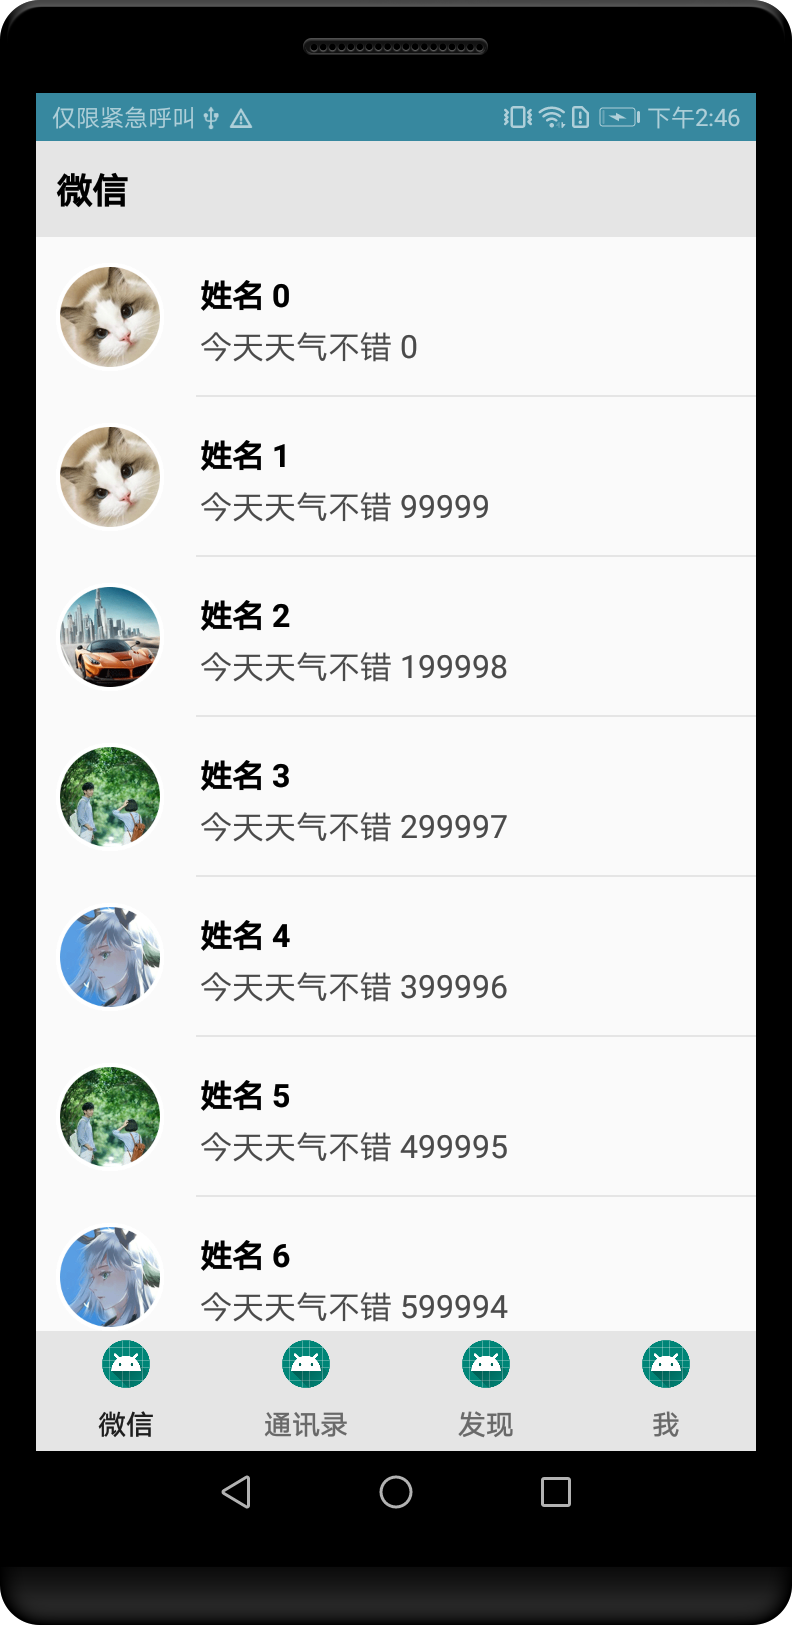 仅限紧急呼叫 下午2:46
微信
姓名 0
今天天气不错 0
姓名 1
今天天气不错 99999
姓名 2
今天天气不错 199998
姓名 3
今天天气不错 299997
姓名 4
今天天气不错 399996
姓名 5
今天天气不错 499995
姓名 6
今天天气不错 599994
微信 通讯录 发现 我